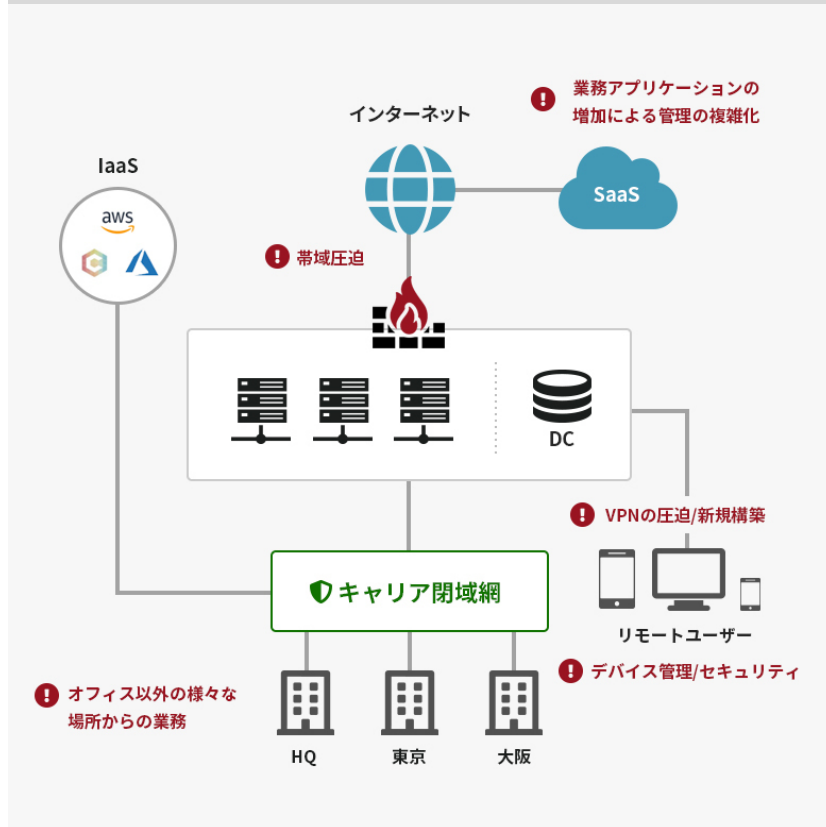 業務アプリケーションの
増加による管理の複雑化
インターネット
IaaS
aws
SaaS
帯域圧迫
DC
VPNの圧迫/新規構築
キャリア閉域網
リモートユーザー
デバイス管理/セキュリティ
オフィス以外の様々な
場所からの業務
HQ
東京
大阪